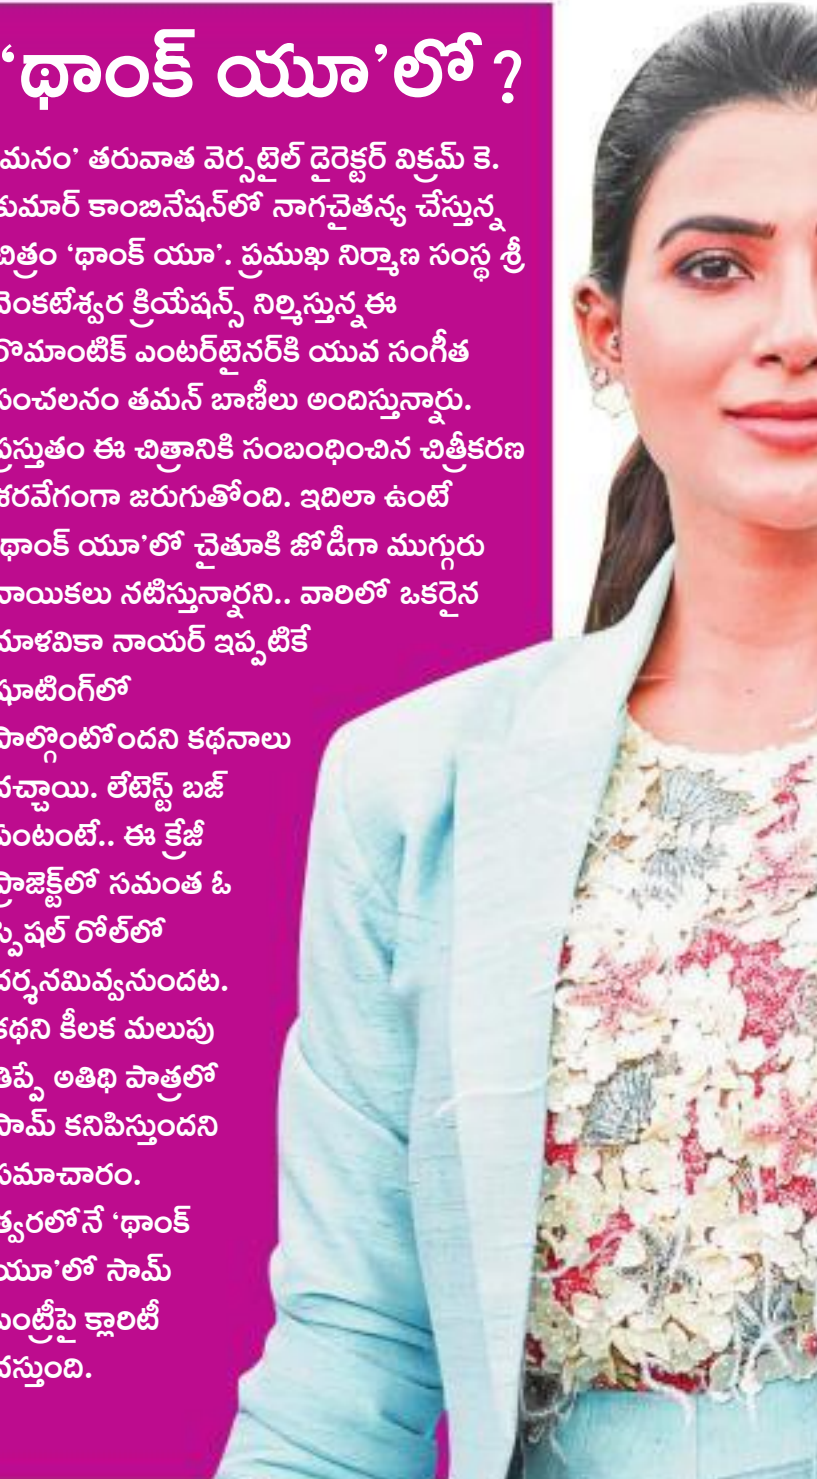 ‘థాంక్ యూ’లో ?
మనం’ తరువాత వెర్సటైల్ డైరెక్టర్ విక్రమ్ కె.
కుమార్ కాంబినేషన్‌లో నాగచైతన్య చేస్తున్న
చిత్రం ‘థాంక్ యూ’. ప్రముఖ నిర్మాణ సంస్థ శ్రీ
వెంకటేశ్వర క్రియేషన్స్ నిర్మిస్తున్నఈ
రొమాంటిక్ ఎంటర్‌టైనర్‌కి యువ సంగీత
సంచలనం తమన్ బాణీలు అందిస్తున్నారు.
ప్రస్తుతం ఈ చిత్రానికి సంబంధించిన చిత్రీకరణ
శరవేగంగా జరుగుతోంది. ఇదిలా ఉంటే
థాంక్ యూ’లో చైతూకి జోడీగా ముగ్గురు
నాయికలు నటిస్తున్నార్తని.. వారిలో ఒకరైన
మాళవికా నాయర్ ఇప్పటికే
షూటింగ్‌లో
పాల్గొంటోందని కథనాలు
వచ్చాయి. లేటెస్ట్ బజ్
ఏంటంటే.. ఈ క్రేజీ
ప్రాజెక్ట్‌లో సమంత ఓ
స్పెషల్ రోల్‌లో
దర్శనమివ్వనుందట.
కథని కీలక మలుపు
తిప్పే అతిథి పాత్రలో
సామ్ కనిపిస్తుందని
సమాచారం.
త్వరలోనే ‘థాంక్
యూ’లో సామ్
ఎంట్రీపై క్లారిటీ
వస్తుంది.